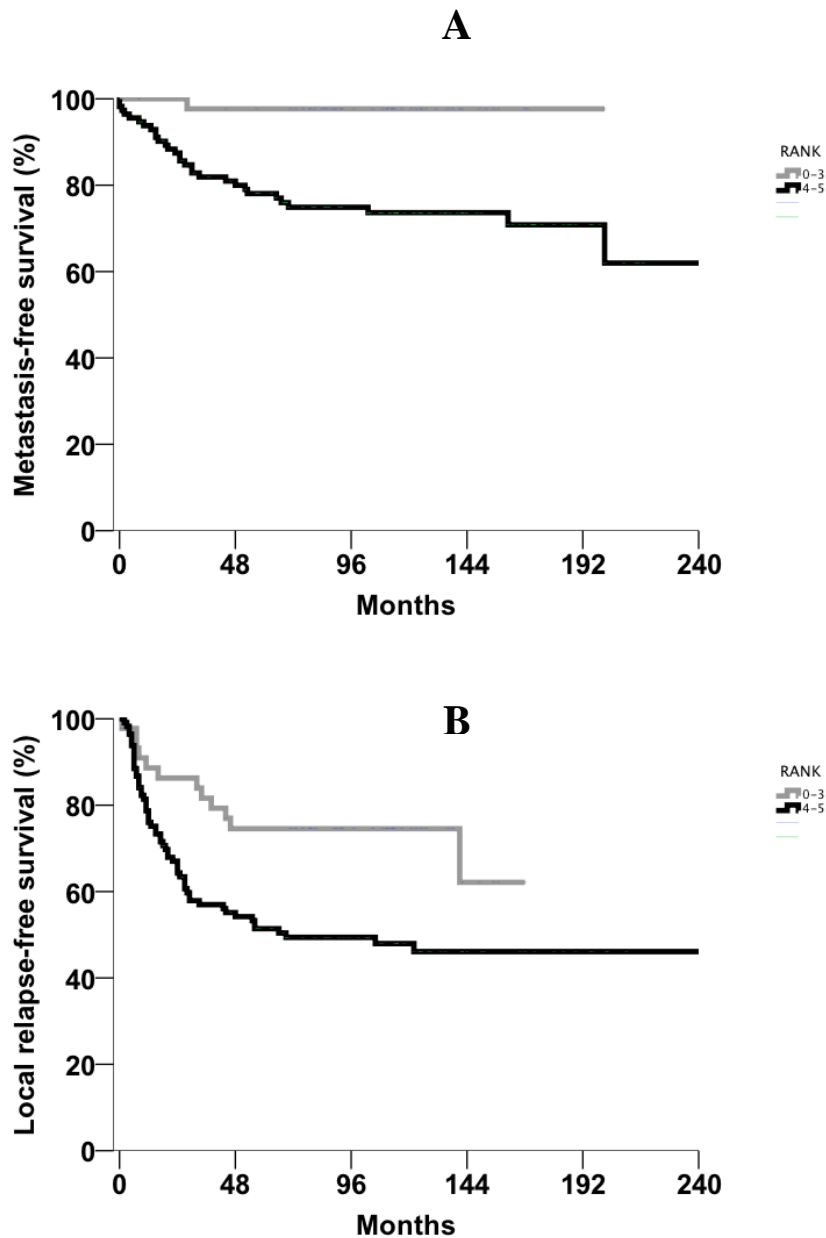 A
Metastasis-free survival (%)
100
80
60
40
20
0
0 48 96 144 192 240
Months
RANK
0-3
4-5
B
Local relapse-free survival (%)
100
80
60
40
20
0
0 48 96 144 192 240
Months
RANK
0-3
4-5